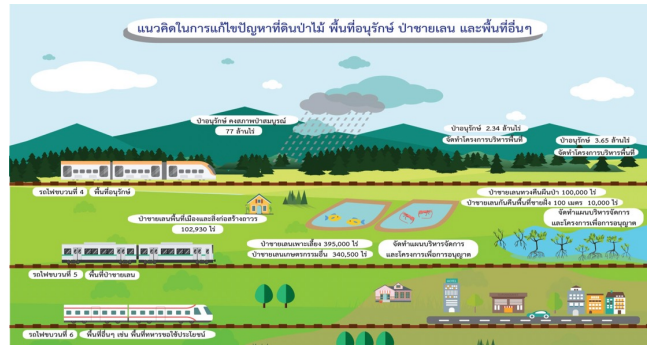 แนวคิดในการแก้ไขปัญหาที่ดินป่าไม้ พื้นที่อนุรักษ์ ป่าชายเลน และพื้นที่อื่นๆ
ป่าอนุรักษ์ คงสภาพป่าสมบูรณ์
77 ล้านไร่
ป่าอนุรักษ์ 2.34 ล้านไร่
จัดทำโครงการบริหารพื้นที่
ป่าอนุรักษ์ 3.65 ล้านไร่
จัดทำโครงการบริหารพื้นที่
รถไฟขบวนที่ 4 พื้นที่อนุรักษ์
ป่าชายเลนพื้นที่เมืองและสิ่งก่อสร้างถาวร
102,930 ไร่
ป่าชายเลนทวงคืนผืนป่า 100,000 ไร่
ป่าชายเลนกันคืนพื้นที่ชายฝั่ง 100 เมตร 10,000 ไร่
จัดทำแผนบริหารจัดการ
และโครงการเพื่อการอนุญาต
ป่าชายเลนเพาะเลี้ยง 395,000 ไร่
ป่าชายเลนเกษตรกรรมอื่น 340,500 ไร่
จัดทำแผนบริหารจัดการ
และโครงการเพื่อการอนุญาต
รถไฟขบวนที่ 5 พื้นที่ป่าชายเลน
รถไฟขบวนที่ 6 พื้นที่อื่นๆ เช่น พื้นที่ทหารขอใช้ประโยชน์